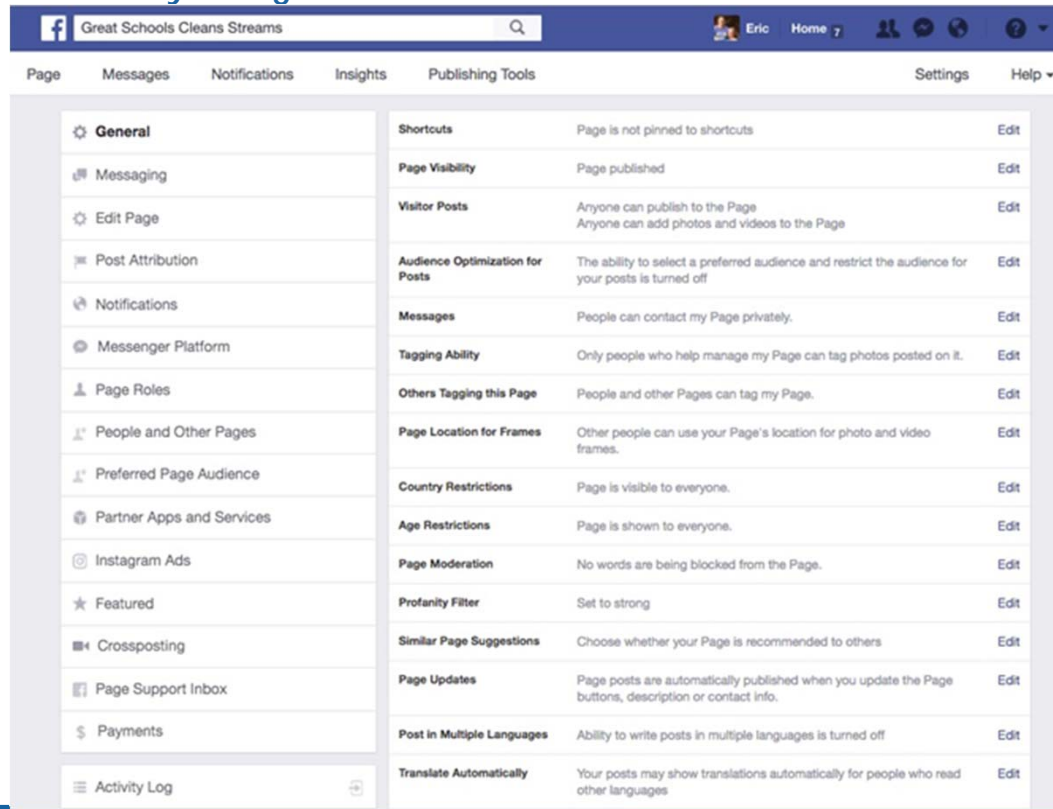 Great Schools Cleans Streams
Eric Home 7
Page Messages Notifications Insights Publishing Tools Settings Help
General
Messaging
Edit Page
Post Attribution
Notifications
Messenger Platform
Page Roles
People and Other Pages
Preferred Page Audience
Partner Apps and Services
Instagram Ads
Featured
Crossposting
Page Support Inbox
Payments
Activity Log
Shortcuts Page is not pinned to shortcuts Edit
Page Visibility Page published Edit
Visitor Posts Anyone can publish to the Page Edit
Anyone can add photos and videos to the Page
Audience Optimization for The ability to select a preferred audience and restrict the audience for Edit
Posts your posts is turned off
Messages People can contact my Page privately. Edit
Tagging Ability Only people who help manage my Page can tag photos posted on it. Edit
Others Tagging this Page People and other Pages can tag my Page. Edit
Page Location for Frames Other people can use your Page's location for photo and video Edit
frames.
Country Restrictions Page is visible to everyone. Edit
Age Restrictions Page is shown to everyone. Edit
Page Moderation No words are being blocked from the Page. Edit
Profanity Filter Set to strong Edit
Similar Page Suggestions Choose whether your Page is recommended to others Edit
Page Updates Page posts are automatically published when you update the Page Edit
buttons, description or contact info.
Post in Multiple Languages Ability to write posts in multiple languages is turned off Edit
Translate Automatically Your posts may show translations automatically for people who read Edit
other languages